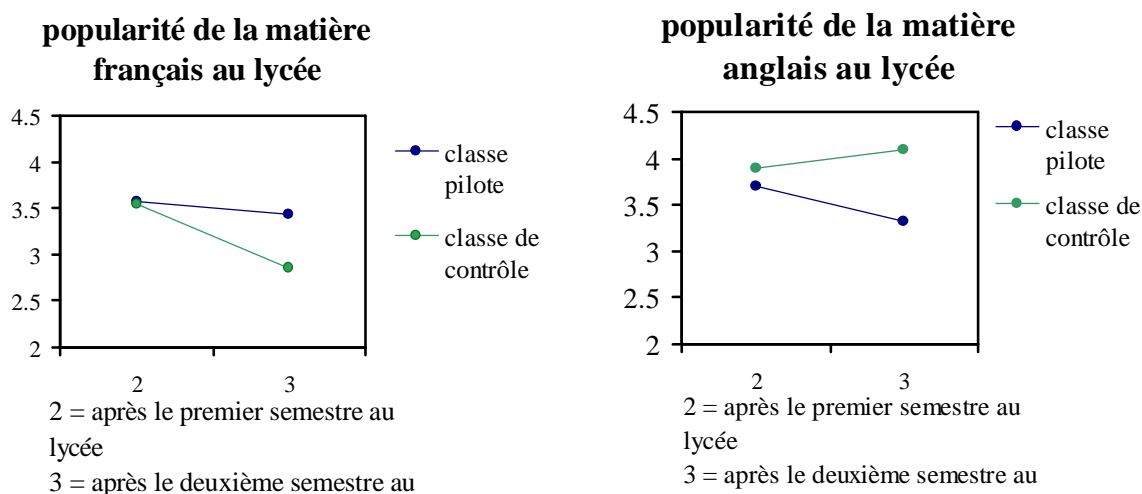 popularité de la matière
français au lycée
4.5
4
3.5
3
2.5
2
2
3
classe
pilote
classe de
contrôle
2 = après le premier semestre au
lycée
3 = après le deuxième semestre au
popularité de la matière
anglais au lycée
4.5
4
3.5
3
2.5
2
2
3
classe
pilote
classe de
contrôle
2 = après le premier semestre au
lycée
3 = après le deuxième semestre au